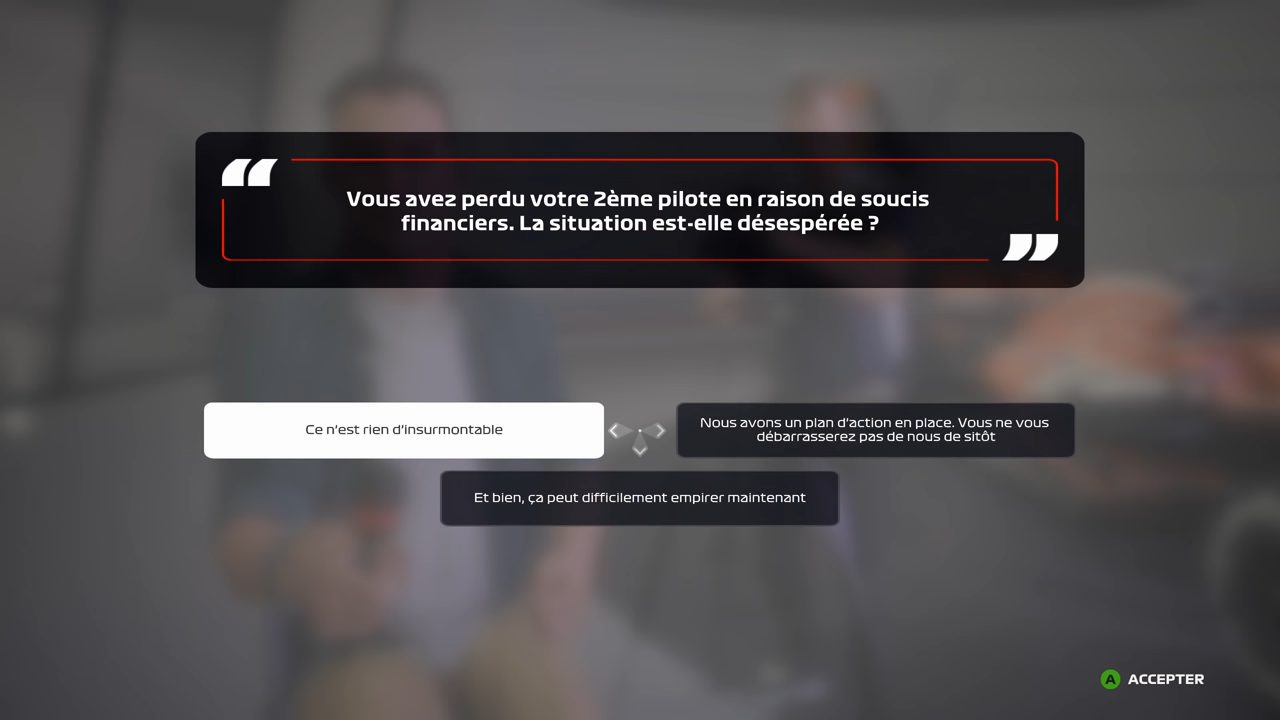 Vous avez perdu votre 2ème pilote en raison de soucis
financiers. La situation est-elle désespérée ?
Ce n'est rien d'insurmontable
Nous avons un plan d'action en place. Vous ne vous
débarrasserez pas de nous de sitôt
Et bien, ça peut difficilement empirer maintenant
A ACCEPTER